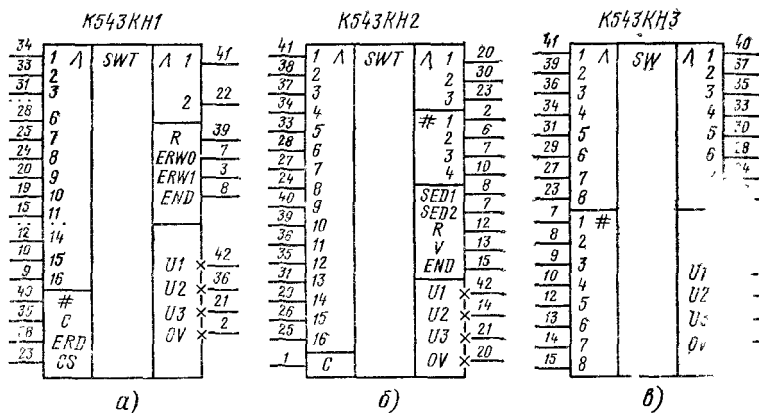 К543КН1 К543КН2 К543КН3
34 1 Λ SWT Λ 1 41
33 2
31 3
2 22
28 6
25 7 R 39
24 8 ERW0 7
20 9 ERW1 3
19 10 END 8
15 11
12 14
10 15 U1 42
9 16 U2 36
40 # U3 21
35 C 0V 2
38 ERD
23 CS
а)
41 1 Λ SWT Λ 1 20
38 2 2 30
37 3 3 23
34 4 # 1 2
33 5 2 6
28 6 3 7
27 7 4 10
24 8 SED1 8
40 9 SED2 7
39 10 R 12
36 11 V 13
35 12 END 15
31 13 U1 42
29 14 U2 14
26 15 U3 21
25 16 0V 20
1 C
б)
41 1 Λ SW Λ 1 40
39 2 2 37
36 3 3 35
34 4 4 33
31 5 5 30
29 6 6 28
27 7
23 8
7 1 #
8 2
9 3 U1
10 4 U2
12 5 U3
13 6 0V
14 7
15 8
в)